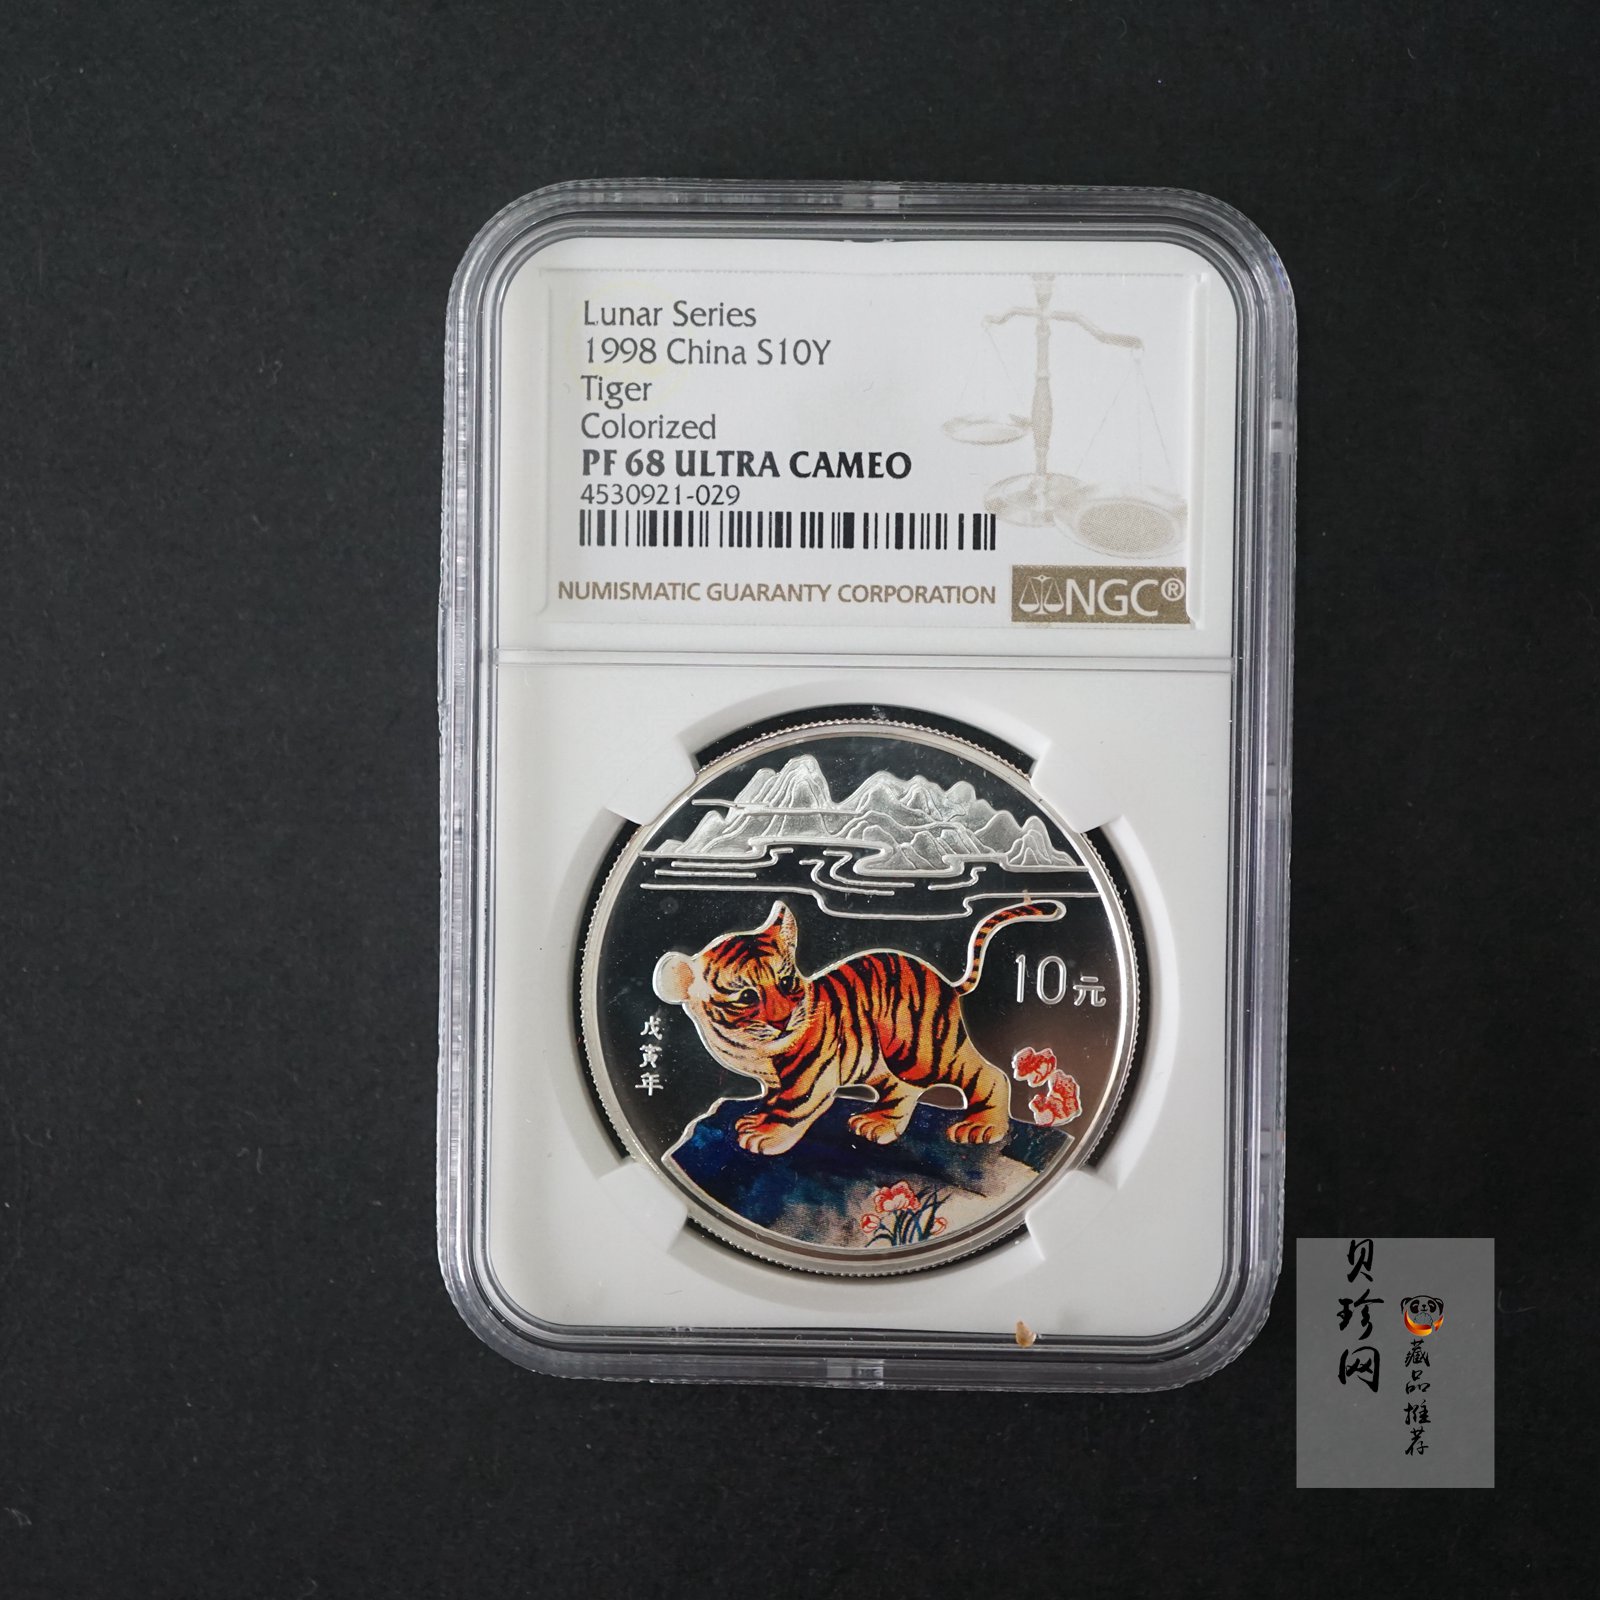 Lunar Series
1998 China S10Y
Tiger
Colorized
PF 68 ULTRA CAMEO
4530921-029
NUMISMATIC GUARANTY CORPORATION
NGC®
10元
戊寅年
贝珍网
藏品推荐